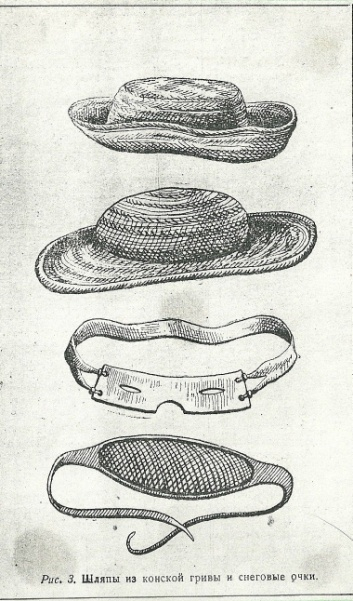 Рис. 3. Шляпы из конской гривы и снеговые очки.